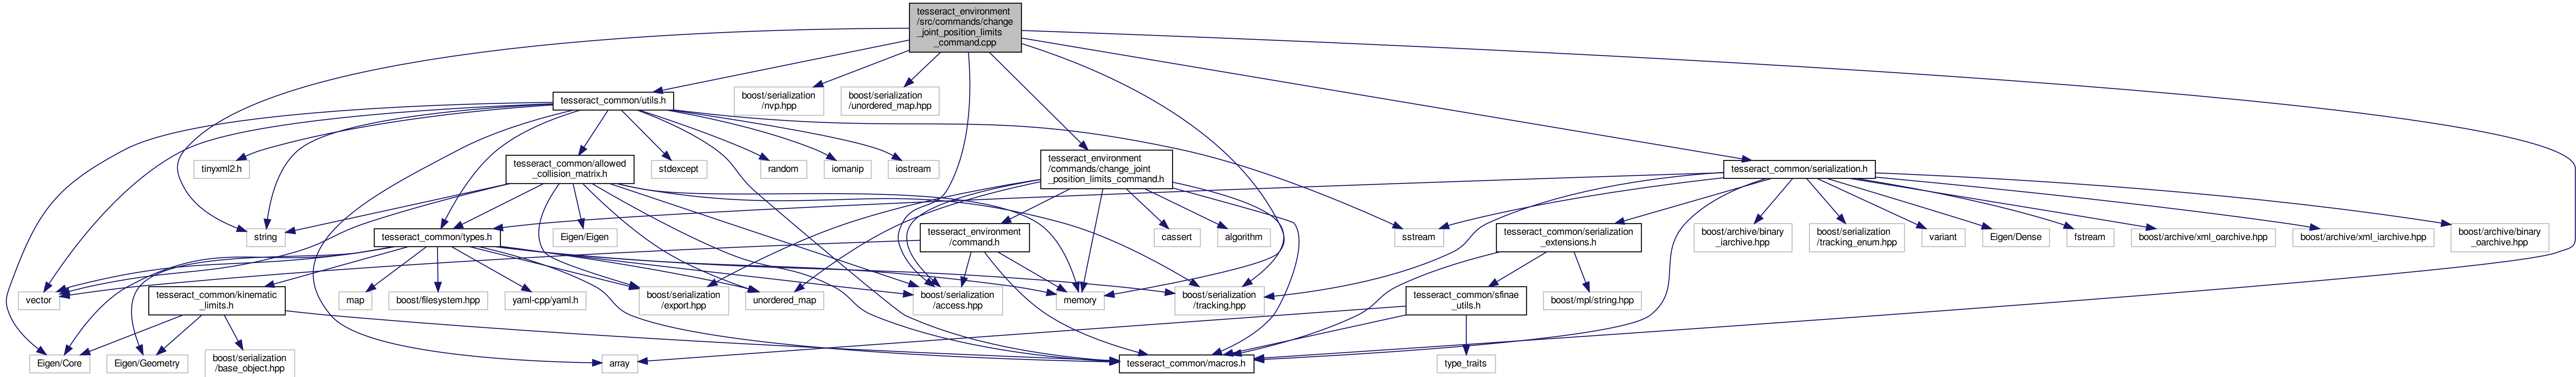 tesseract_environment
/src/commands/change
_joint_position_limits
_command.cpp
tesseract_common/utils.h
boost/serialization
/nvp.hpp
boost/serialization
/unordered_map.hpp
tinyxml2.h
tesseract_common/allowed
_collision_matrix.h
stdexcept
random
iomanip
iostream
tesseract_environment
/commands/change_joint
_position_limits_command.h
tesseract_common/serialization.h
string
tesseract_common/types.h
Eigen/Eigen
tesseract_environment
/command.h
cassert
algorithm
sstream
tesseract_common/serialization
_extensions.h
boost/archive/binary
_iarchive.hpp
boost/serialization
/tracking_enum.hpp
variant
Eigen/Dense
fstream
boost/archive/xml_oarchive.hpp
boost/archive/xml_iarchive.hpp
boost/archive/binary
_oarchive.hpp
vector
tesseract_common/kinematic
_limits.h
map
boost/filesystem.hpp
yaml-cpp/yaml.h
boost/serialization
/export.hpp
unordered_map
boost/serialization
/access.hpp
memory
boost/serialization
/tracking.hpp
tesseract_common/sfinae
_utils.h
boost/mpl/string.hpp
Eigen/Core
Eigen/Geometry
boost/serialization
/base_object.hpp
array
tesseract_common/macros.h
type_traits